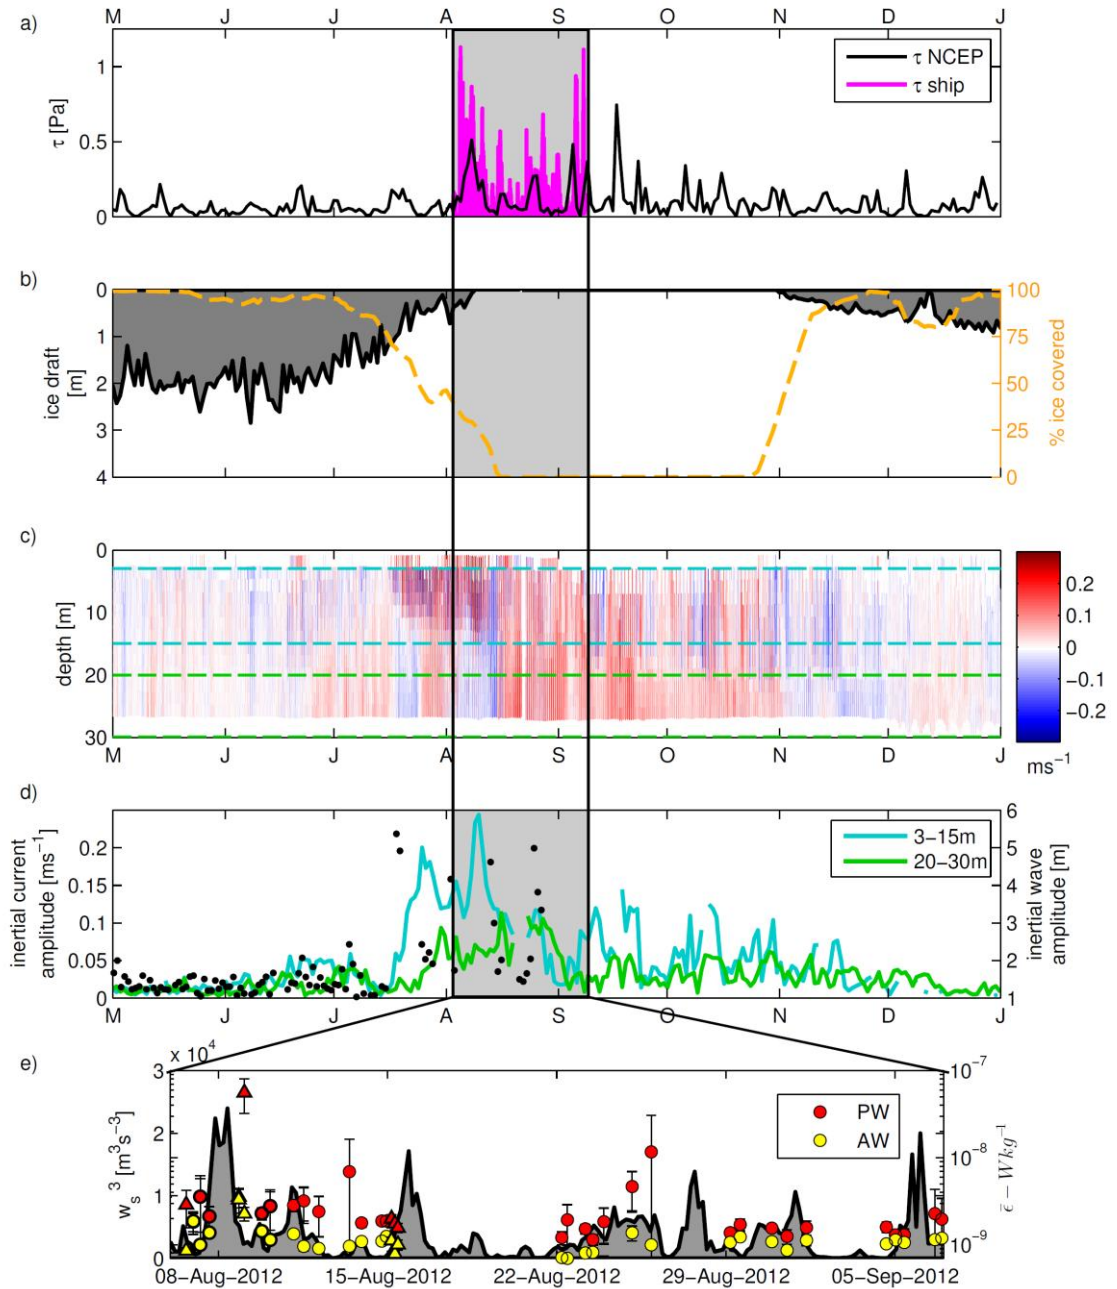 a)
M J J A S O N D J
1
0.5
0
τ [Pa]
τ NCEP
τ ship
b)
0
1
2
3
4
ice draft
[m]
100
75
50
25
0
% ice covered
c)
0
10
20
30
depth [m]
M J J A S O N D J
0.2
0.1
0
−0.1
−0.2
ms⁻¹
d)
0.2
0.15
0.1
0.05
0
inertial current
amplitude [ms⁻¹]
3−15m
20−30m
6
5
4
3
2
1
inertial wave
amplitude [m]
M J J A S O N D J
e)
x 10⁴
3
2
1
0
wₛ³ [m³s⁻³]
PW
AW
10⁻⁷
10⁻⁸
10⁻⁹
ε̄ − Wkg⁻¹
08−Aug−2012 15−Aug−2012 22−Aug−2012 29−Aug−2012 05−Sep−2012